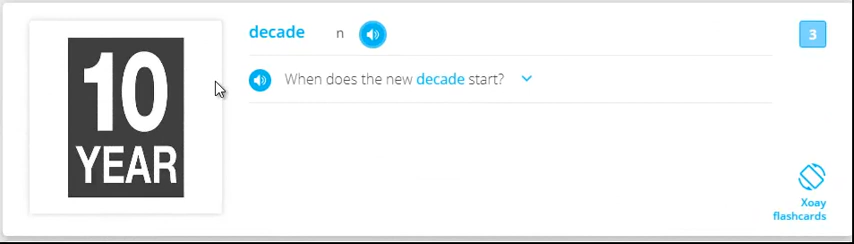 10
YEAR
decade n
3
When does the new decade start?
Xoay
flashcards